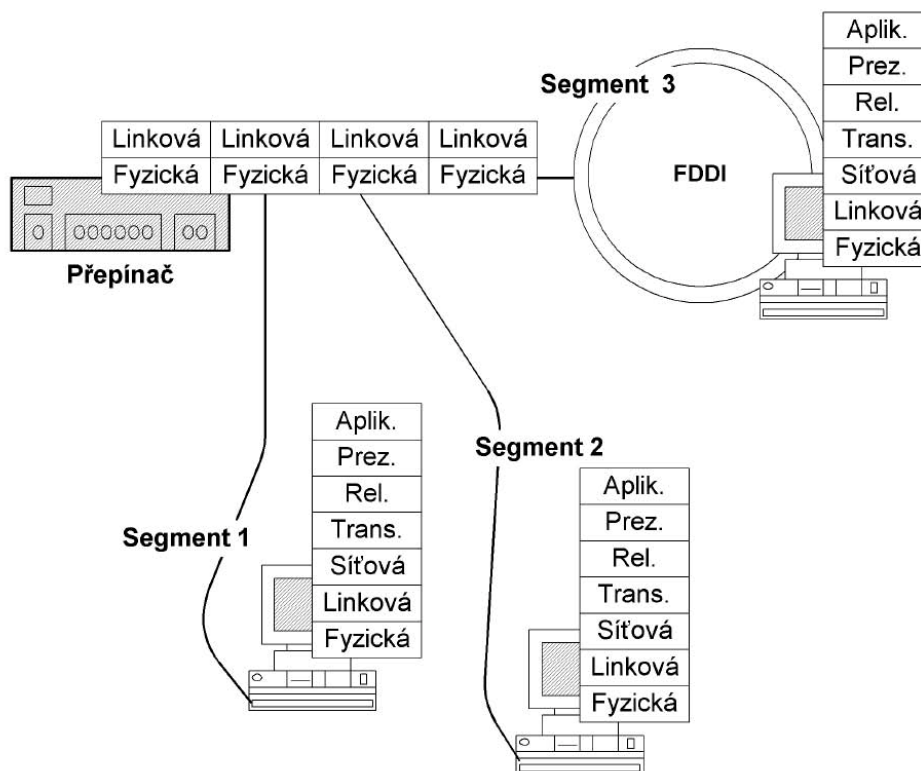 Aplik.
Prez.
Rel.
Trans.
Síťová
Linková
Fyzická
Segment 3
FDDI
Linková Linková Linková Linková
Fyzická Fyzická Fyzická Fyzická
Přepínač
Segment 1
Aplik.
Prez.
Rel.
Trans.
Síťová
Linková
Fyzická
Segment 2
Aplik.
Prez.
Rel.
Trans.
Síťová
Linková
Fyzická